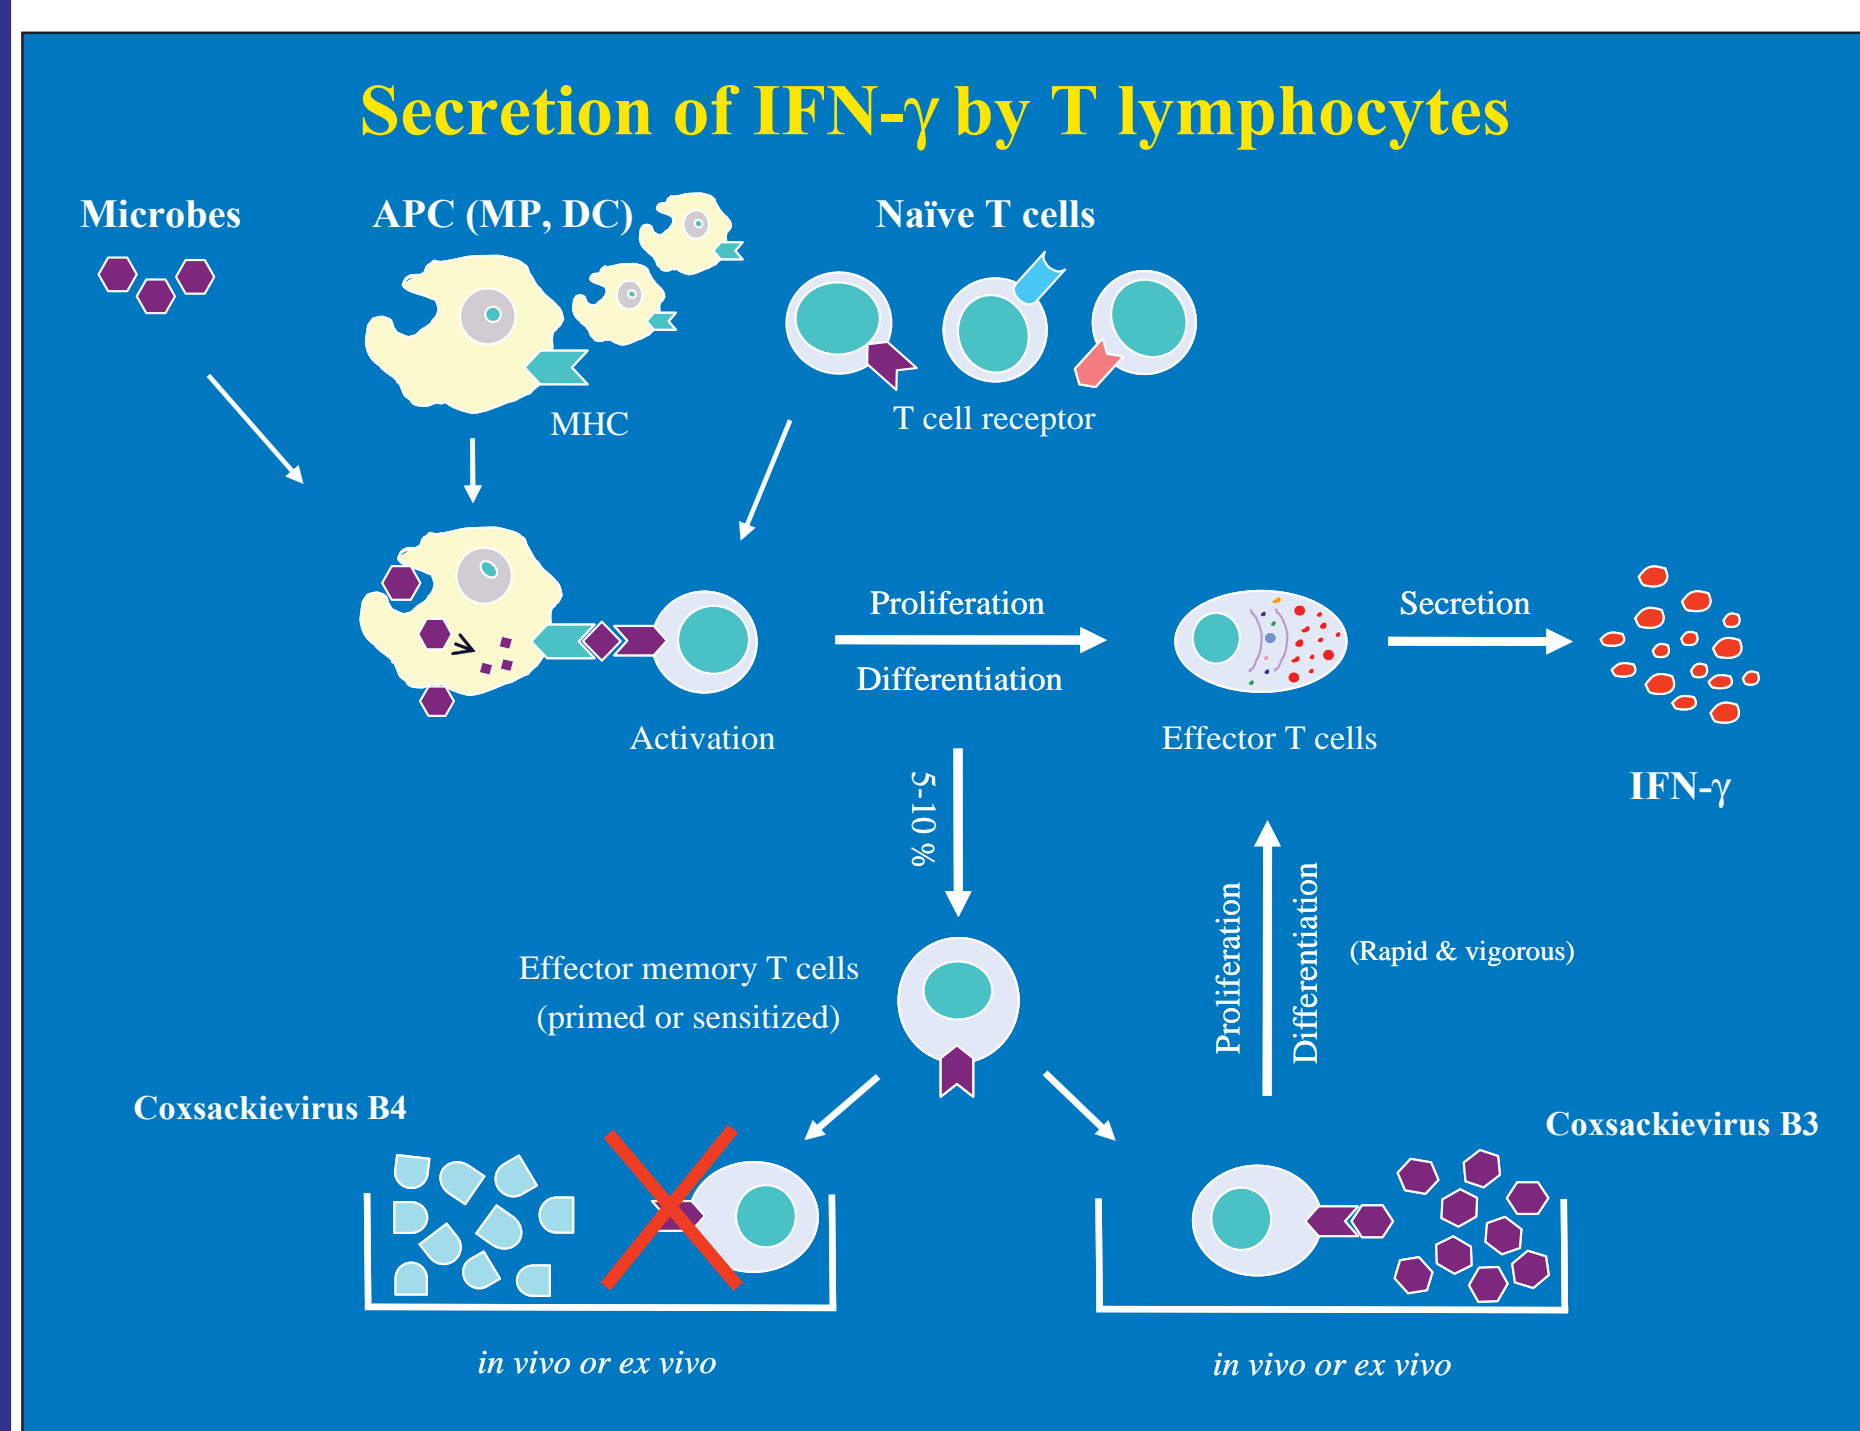 Secretion of IFN-γ by T lymphocytes
Microbes
APC (MP, DC)
Naïve T cells
MHC
T cell receptor
Proliferation
Differentiation
Secretion
Activation
Effector T cells
IFN-γ
5-10 %
Effector memory T cells
(primed or sensitized)
Proliferation
Differentiation
(Rapid & vigorous)
Coxsackievirus B4
Coxsackievirus B3
in vivo or ex vivo
in vivo or ex vivo